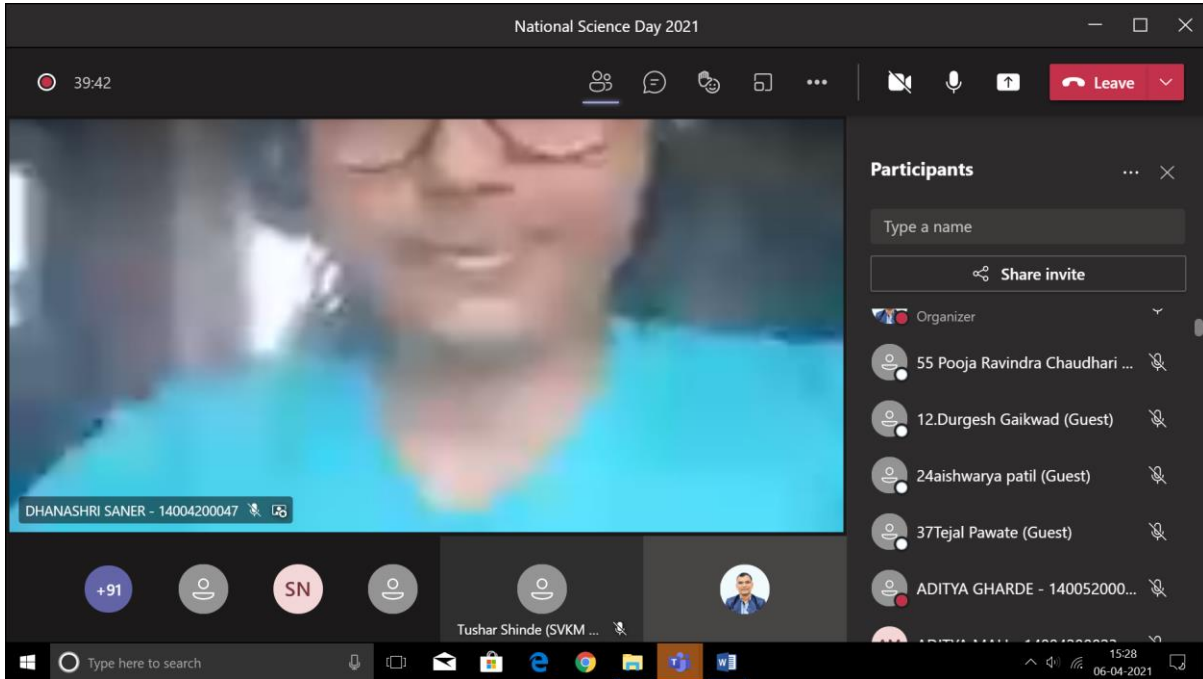 National Science Day 2021
39:42
Leave
Participants
Type a name
Share invite
Organizer
55 Pooja Ravindra Chaudhari ...
12.Durgesh Gaikwad (Guest)
24aishwarya patil (Guest)
37Tejal Pawate (Guest)
ADITYA GHARDE - 140052000...
DHANASHRI SANER - 14004200047
+91
SN
Tushar Shinde (SVKM ...
Type here to search
15:28
06-04-2021